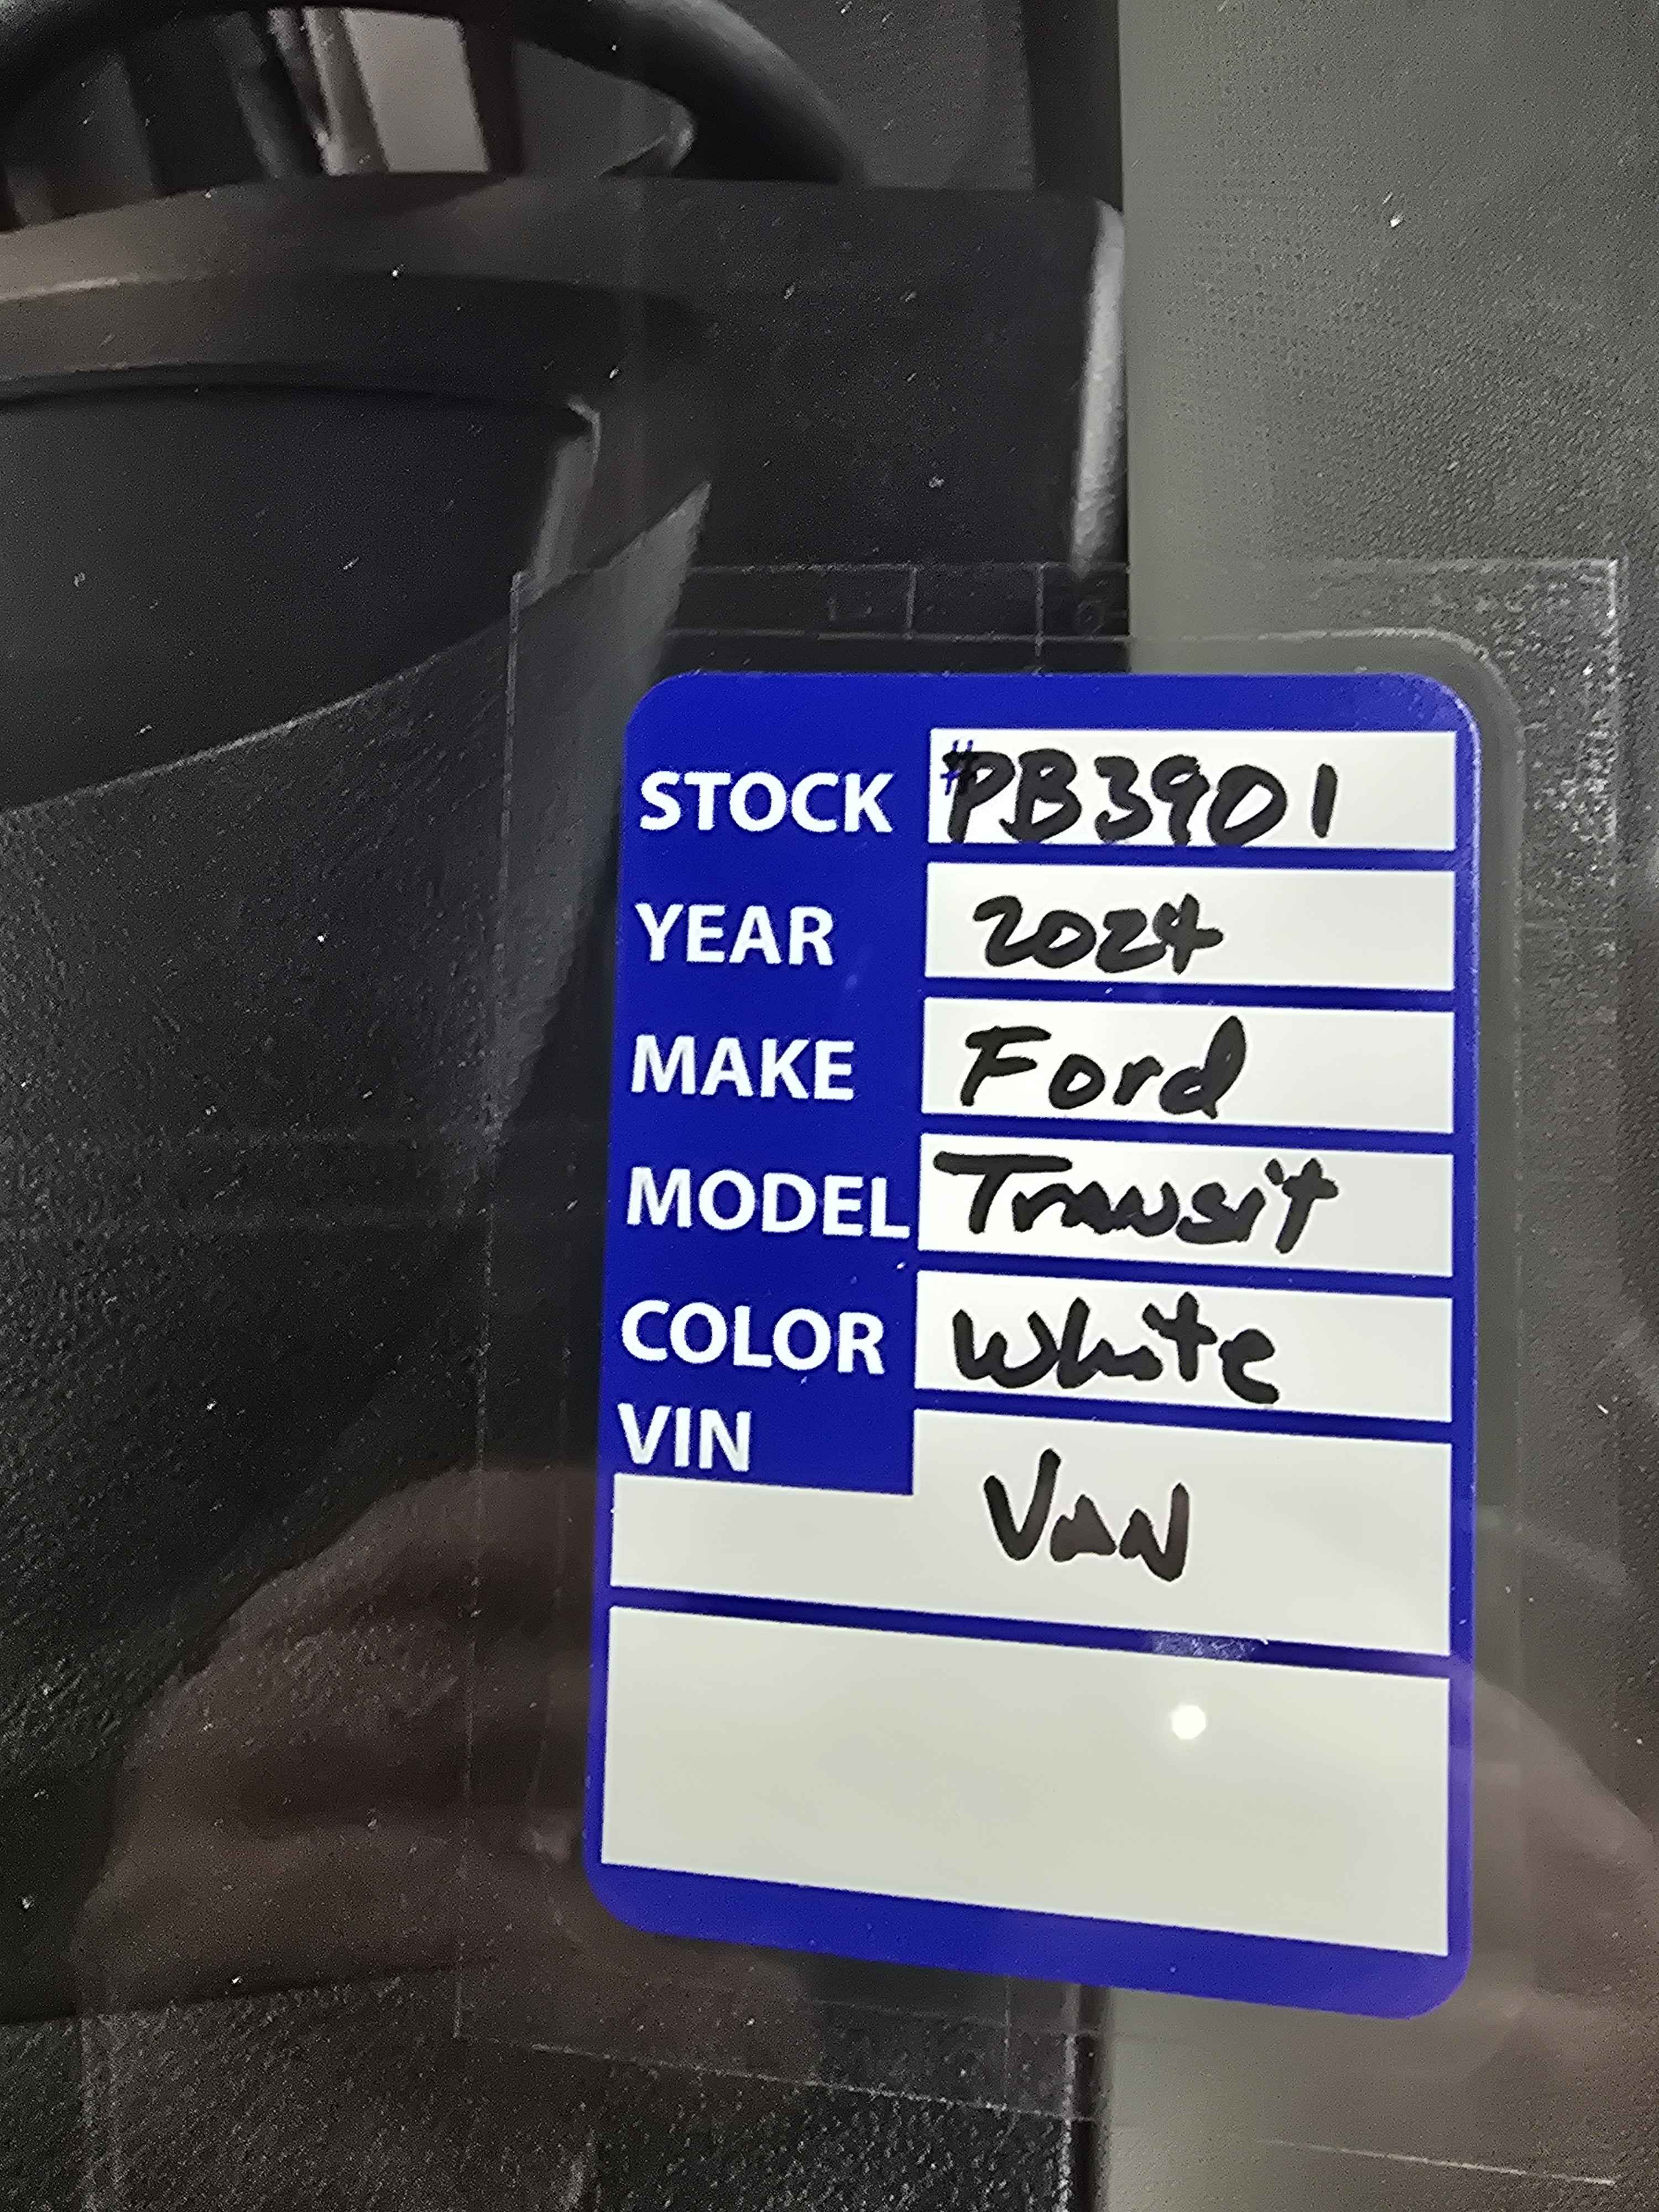 STOCK #PB3901
YEAR 2024
MAKE Ford
MODEL Transit
COLOR White
VIN Van